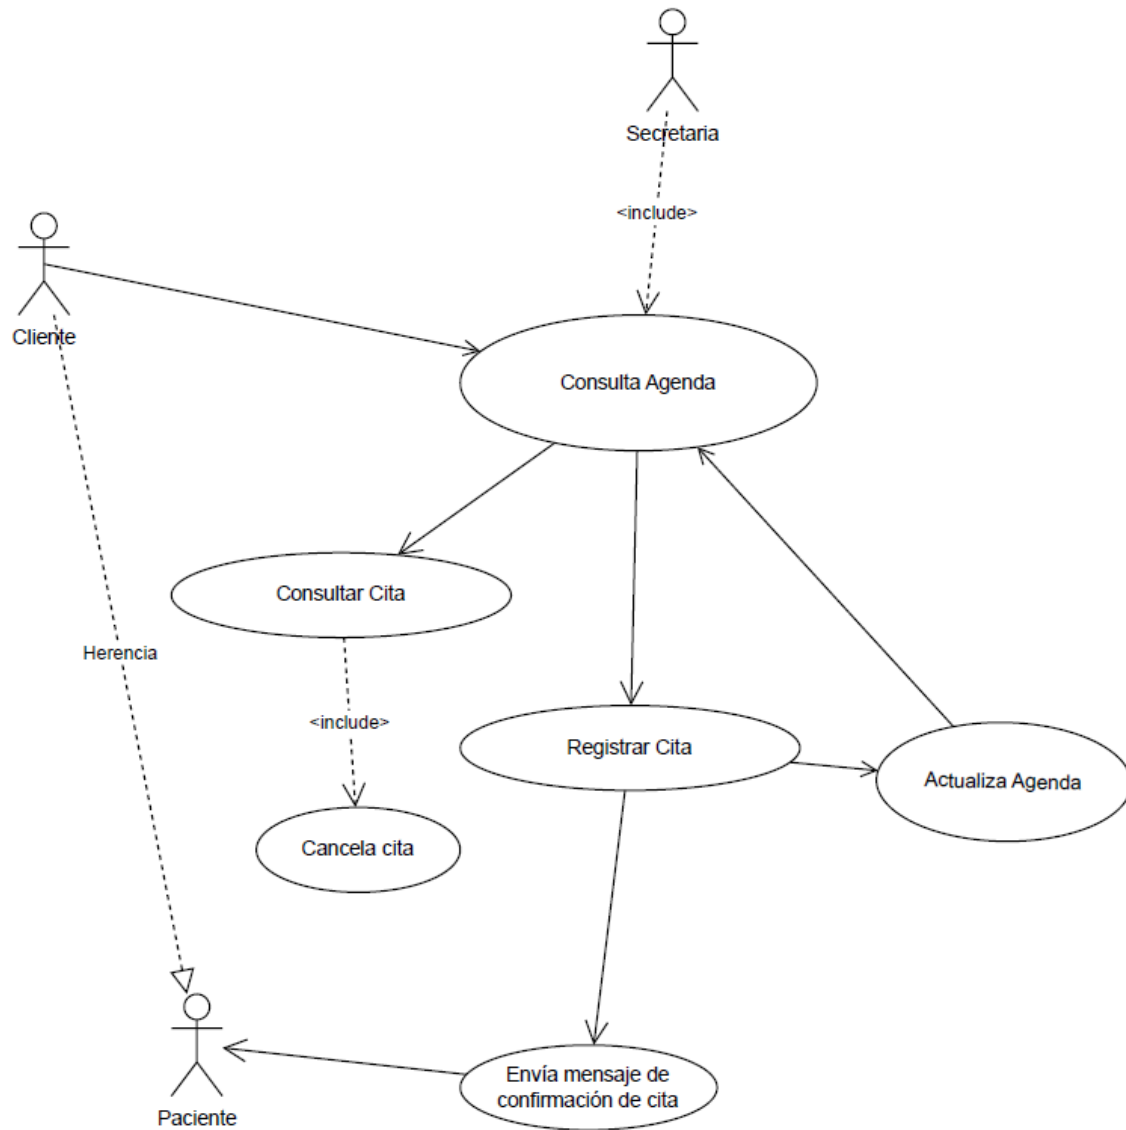 Secretaria
<include>
Cliente
Consulta Agenda
Consultar Cita
Herencia
<include>
Registrar Cita
Actualiza Agenda
Cancela cita
Envía mensaje de
confirmación de cita
Paciente